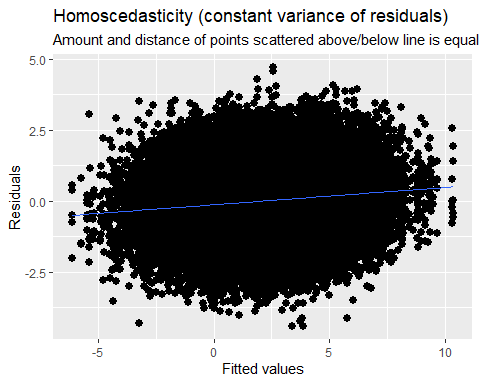 Homoscedasticity (constant variance of residuals)
Amount and distance of points scattered above/below line is equal
5.0
2.5
0.0
-2.5
Residuals
-5
0
5
10
Fitted values